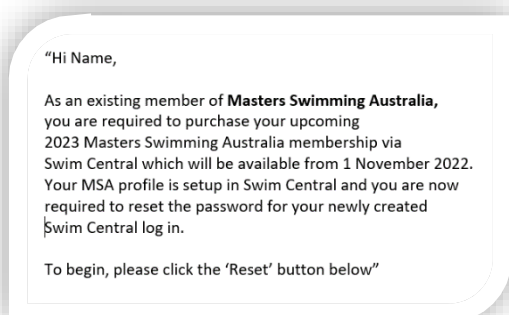 “Hi Name,
As an existing member of Masters Swimming Australia,
you are required to purchase your upcoming
2023 Masters Swimming Australia membership via
Swim Central which will be available from 1 November 2022.
Your MSA profile is setup in Swim Central and you are now
required to reset the password for your newly created
Swim Central log in.
To begin, please click the ‘Reset’ button below”